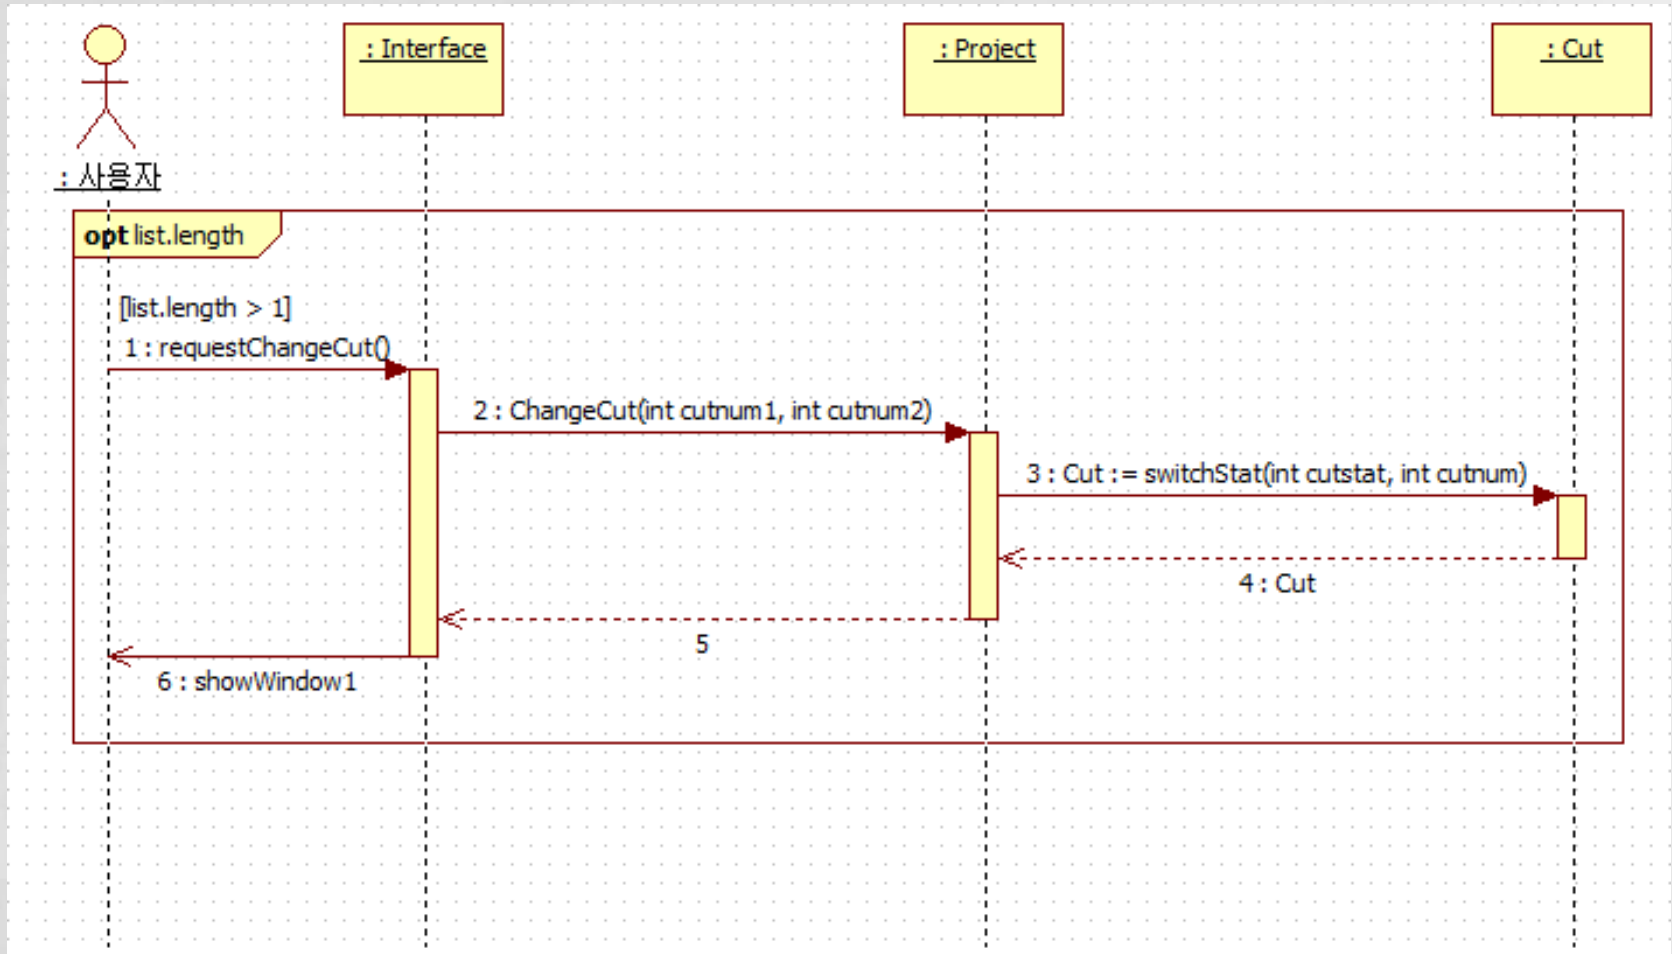 : Interface
: Project
: Cut
: 사용자
opt list.length
[list.length > 1]
1 : requestChangeCut()
2 : ChangeCut(int cutnum1, int cutnum2)
3 : Cut := switchStat(int cutstat, int cutnum)
4 : Cut
5
6 : showWindow1